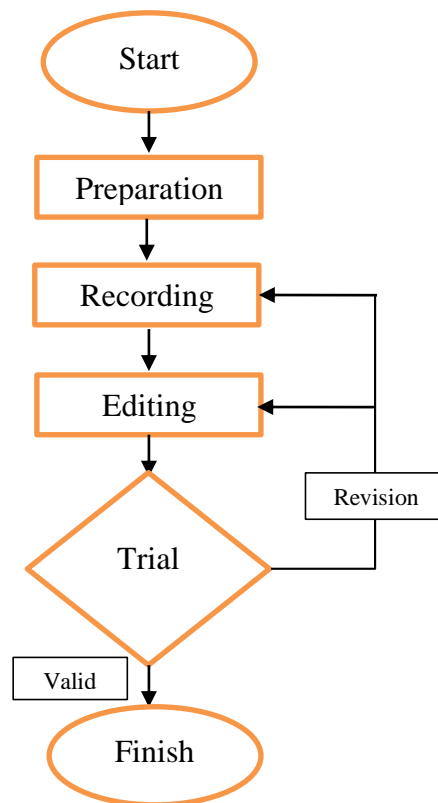 Start
Preparation
Recording
Editing
Revision
Trial
Valid
Finish